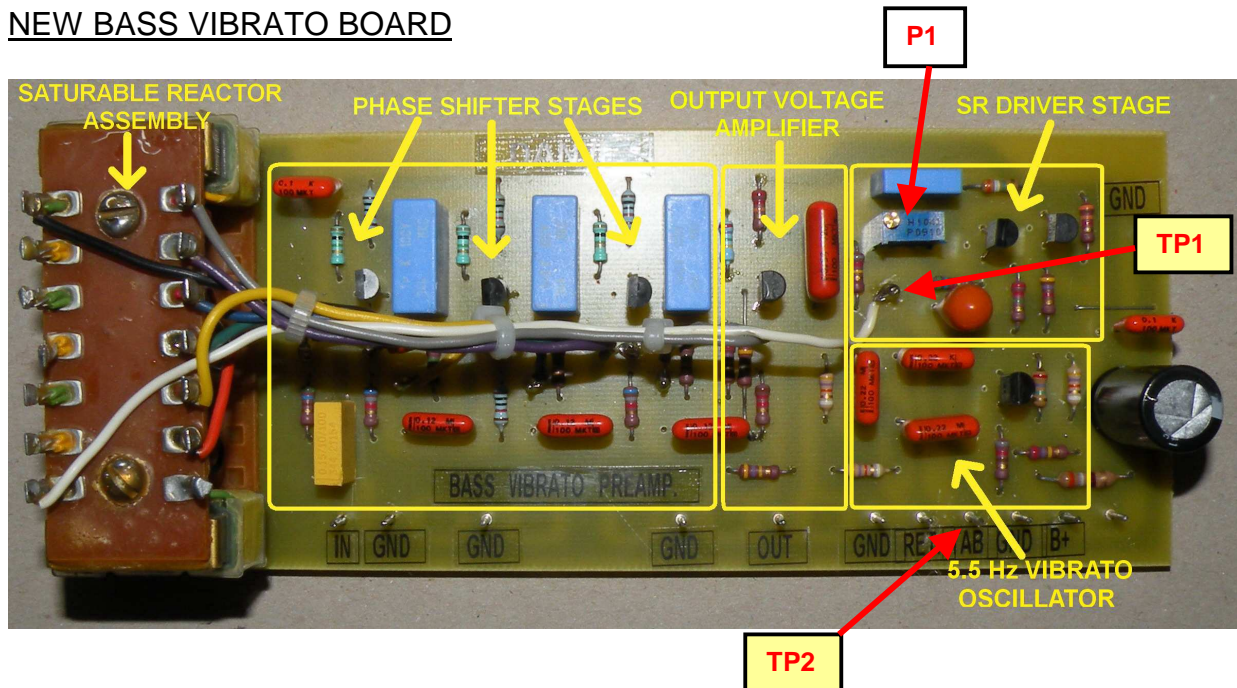 NEW BASS VIBRATO BOARD
P1
SATURABLE REACTOR
ASSEMBLY
PHASE SHIFTER STAGES
OUTPUT VOLTAGE
AMPLIFIER
SR DRIVER STAGE
GND
TP1
BASS VIBRATO PREAMP.
IN
GND
GND
GND
OUT
GND
TAB
GND
B+
5.5 Hz VIBRATO
OSCILLATOR
TP2